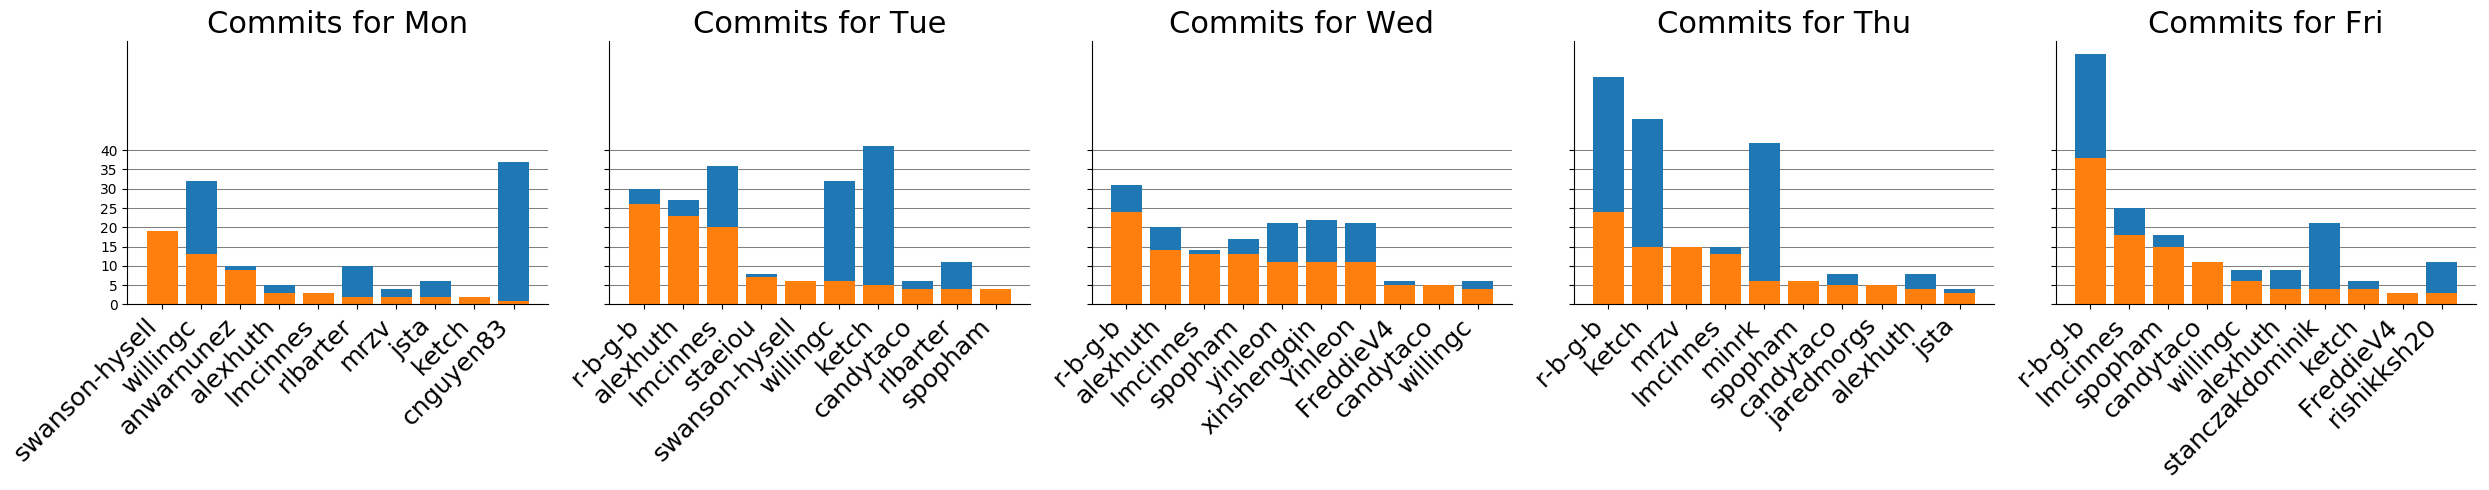 Commits for Mon
Commits for Tue
Commits for Wed
Commits for Thu
Commits for Fri
40
35
30
25
20
15
10
5
0
swanson-hysell
willingc
anwarnunez
alexhuth
lmcinnes
rlbarter
mrzv
jsta
ketch
cnguyen83
r-b-g-b
alexhuth
lmcinnes
staeiou
swanson-hysell
willingc
ketch
candytaco
rlbarter
spopham
r-b-g-b
alexhuth
lmcinnes
spopham
yinleon
xinshengqin
Yinleon
FreddieV4
candytaco
willingc
r-b-g-b
ketch
mrzv
lmcinnes
minrk
spopham
candytaco
jaredmorgs
alexhuth
jsta
r-b-g-b
lmcinnes
spopham
candytaco
willingc
alexhuth
stanczakdominik
ketch
FreddieV4
rishikksh20